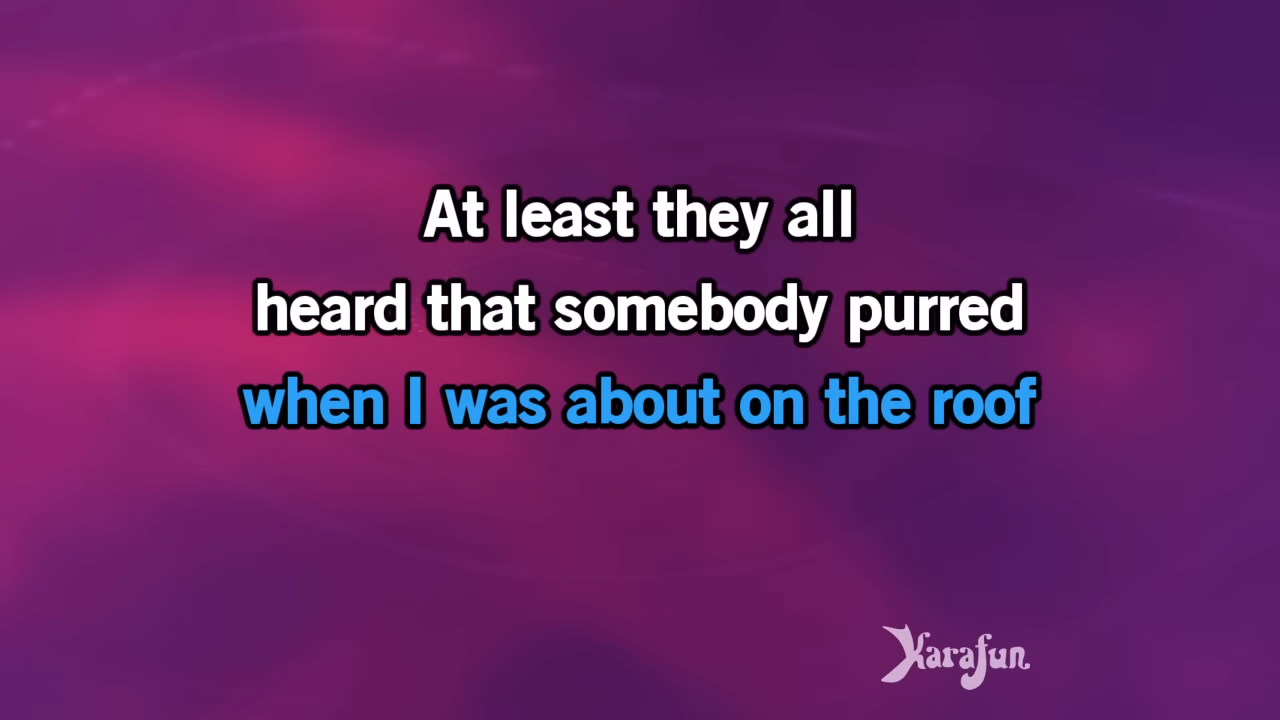 At least they all
heard that somebody purred
when I was about on the roof
Karafun